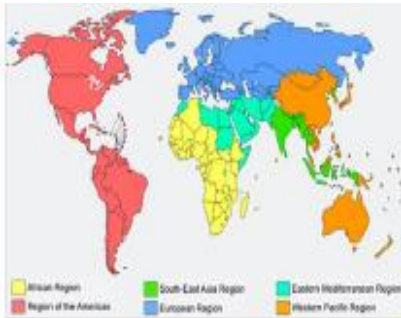 African Region
South-East Asia Region
Eastern Mediterranean Region
Region of the Americas
European Region
Western Pacific Region